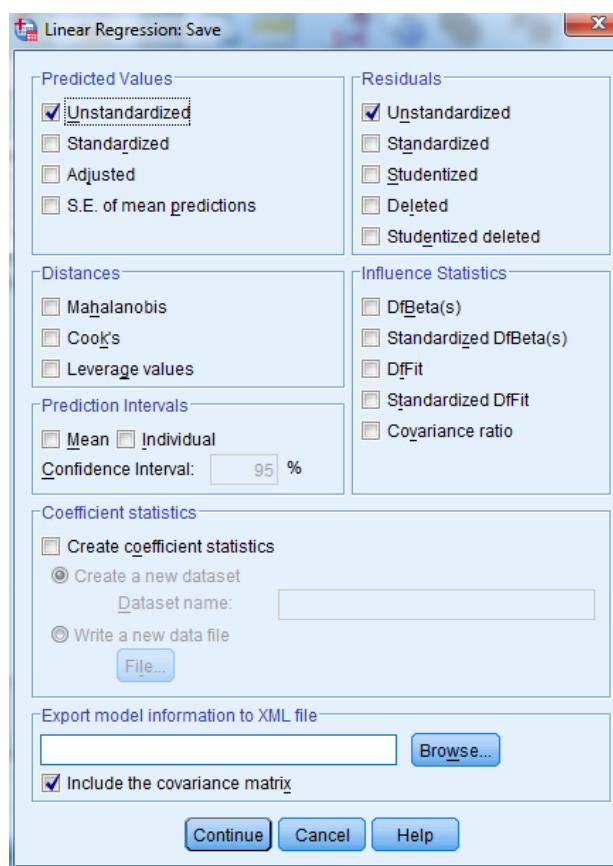 Linear Regression: Save
Predicted Values
Unstandardized
Standardized
Adjusted
S.E. of mean predictions
Residuals
Unstandardized
Standardized
Studentized
Deleted
Studentized deleted
Distances
Mahalanobis
Cook's
Leverage values
Influence Statistics
DfBeta(s)
Standardized DfBeta(s)
DfFit
Standardized DfFit
Covariance ratio
Prediction Intervals
Mean Individual
Confidence Interval: 95 %
Coefficient statistics
Create coefficient statistics
Create a new dataset
Dataset name:
Write a new data file
File...
Export model information to XML file
Browse...
Include the covariance matrix
Continue Cancel Help